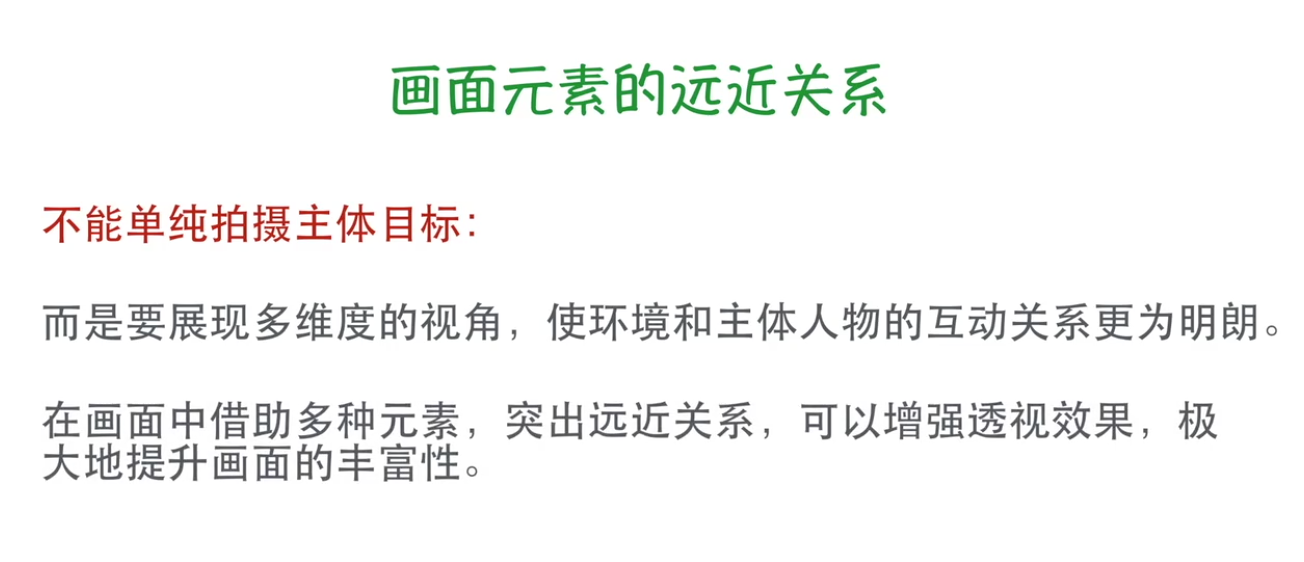 画面元素的远近关系
不能单纯拍摄主体目标：
而是要展现多维度的视角，使环境和主体人物的互动关系更为明朗。
在画面中借助多种元素，突出远近关系，可以增强透视效果，极
大地提升画面的丰富性。